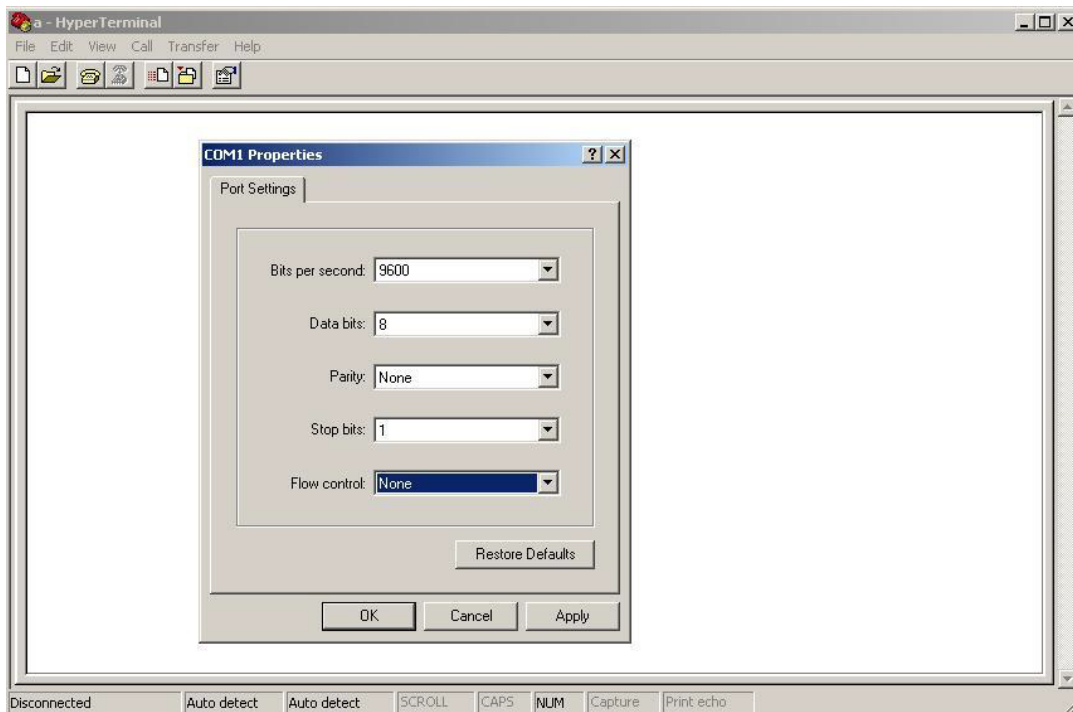 a - HyperTerminal
File Edit View Call Transfer Help
COM1 Properties
Port Settings
Bits per second: 9600
Data bits: 8
Parity: None
Stop bits: 1
Flow control: None
Restore Defaults
OK Cancel Apply
Disconnected Auto detect Auto detect SCROLL CAPS NUM Capture Print echo